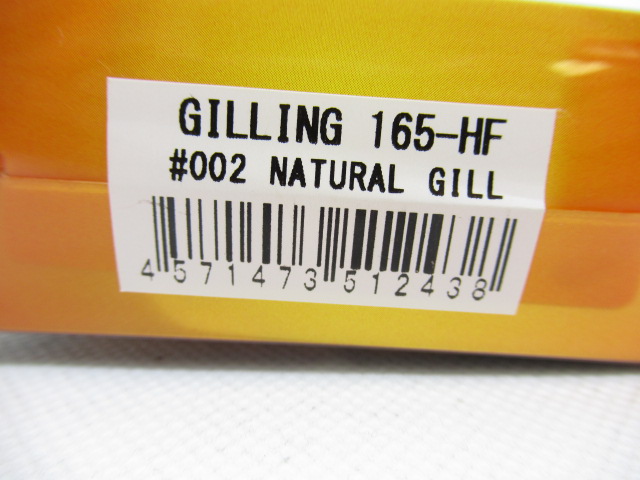 GILLING 165-HF
#002 NATURAL GILL
4571473512438